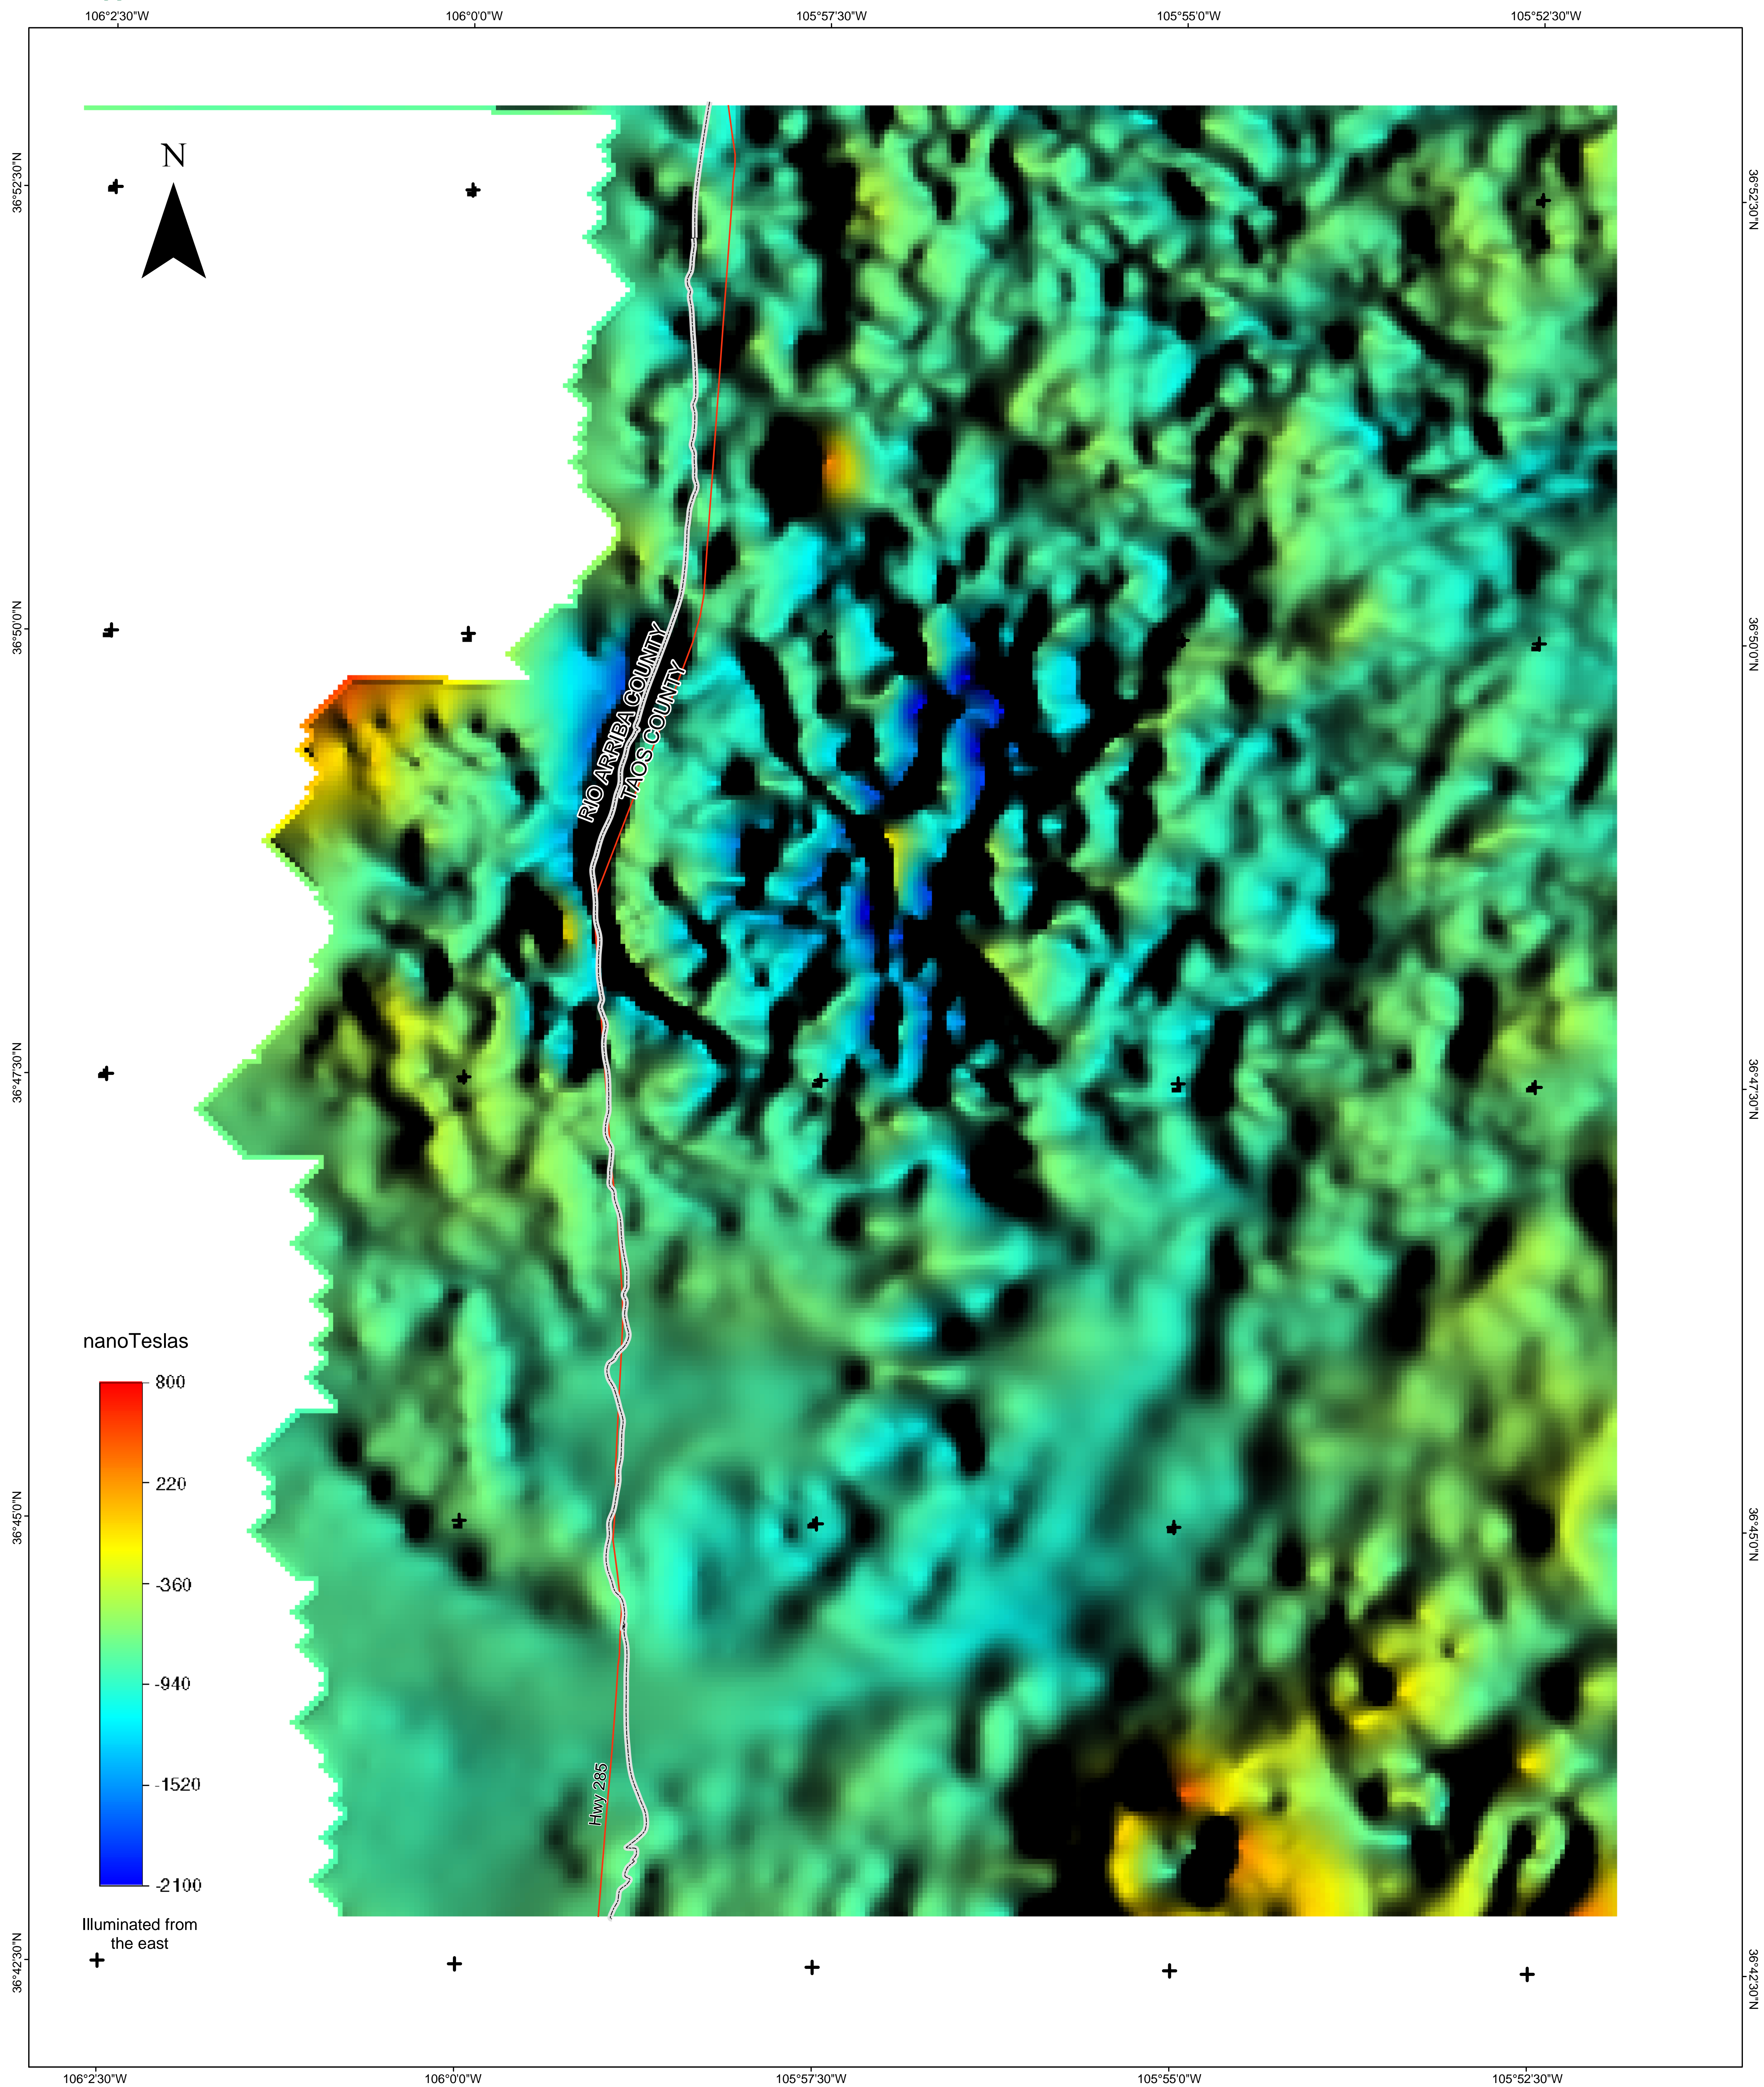 106°2'30"W
106°0'0"W
105°57'30"W
105°55'0"W
105°52'30"W
N
36°52'30"N
36°52'30"N
36°50'0"N
36°50'0"N
RIO ARRIBA COUNTY
TAOS COUNTY
36°47'30"N
36°47'30"N
nanoTeslas
800
220
-360
-940
-1520
-2100
Illuminated from
the east
36°45'0"N
36°45'0"N
Hwy 285
36°42'30"N
36°42'30"N
106°2'30"W
106°0'0"W
105°57'30"W
105°55'0"W
105°52'30"W